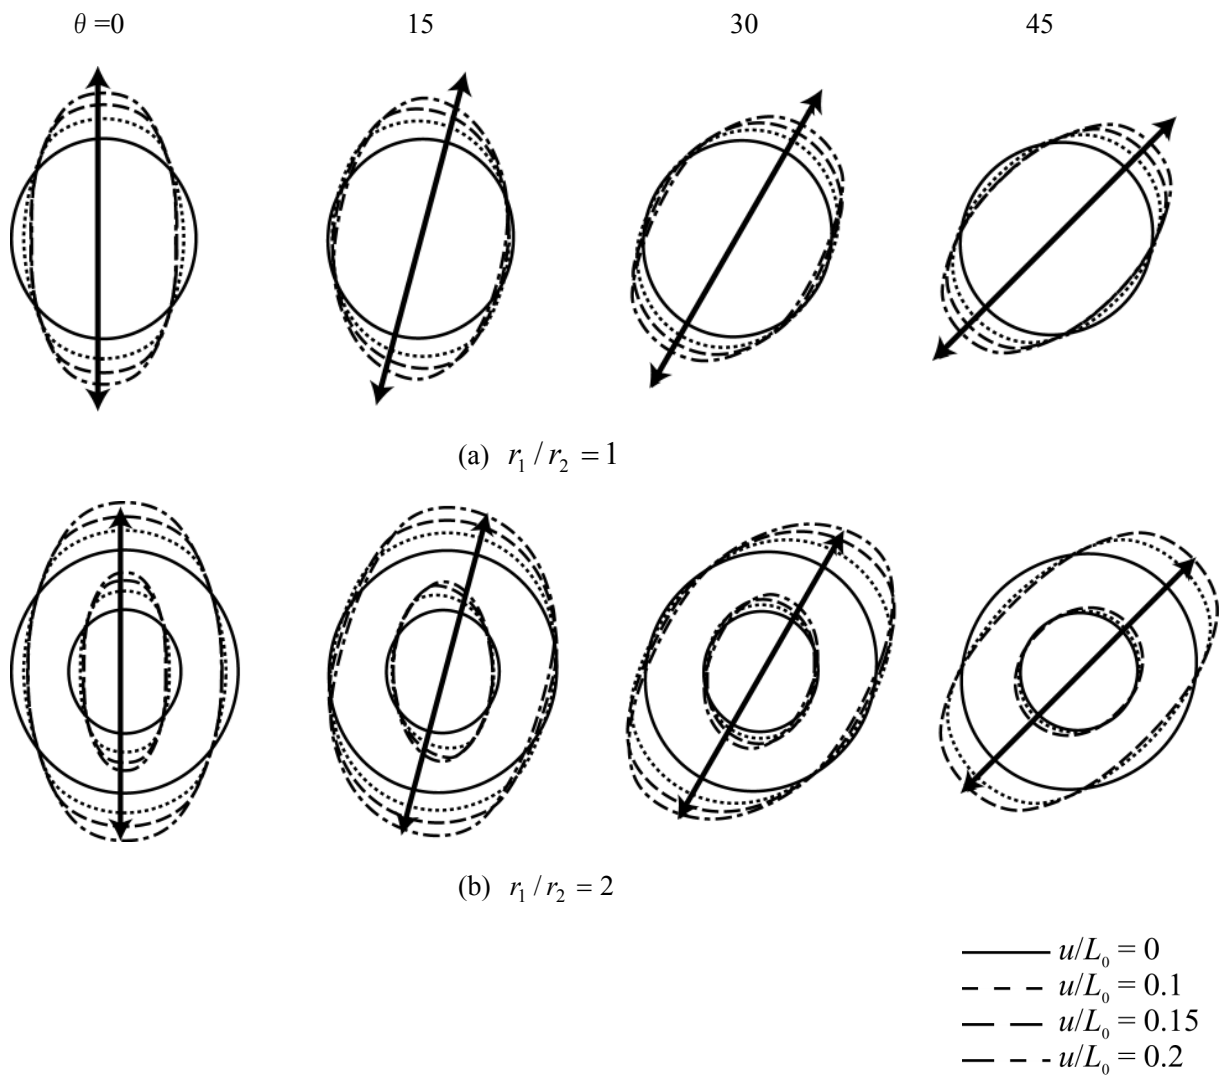 θ =0 15 30 45
(a) r₁ / r₂ = 1
(b) r₁ / r₂ = 2
u/L₀ = 0
u/L₀ = 0.1
u/L₀ = 0.15
u/L₀ = 0.2